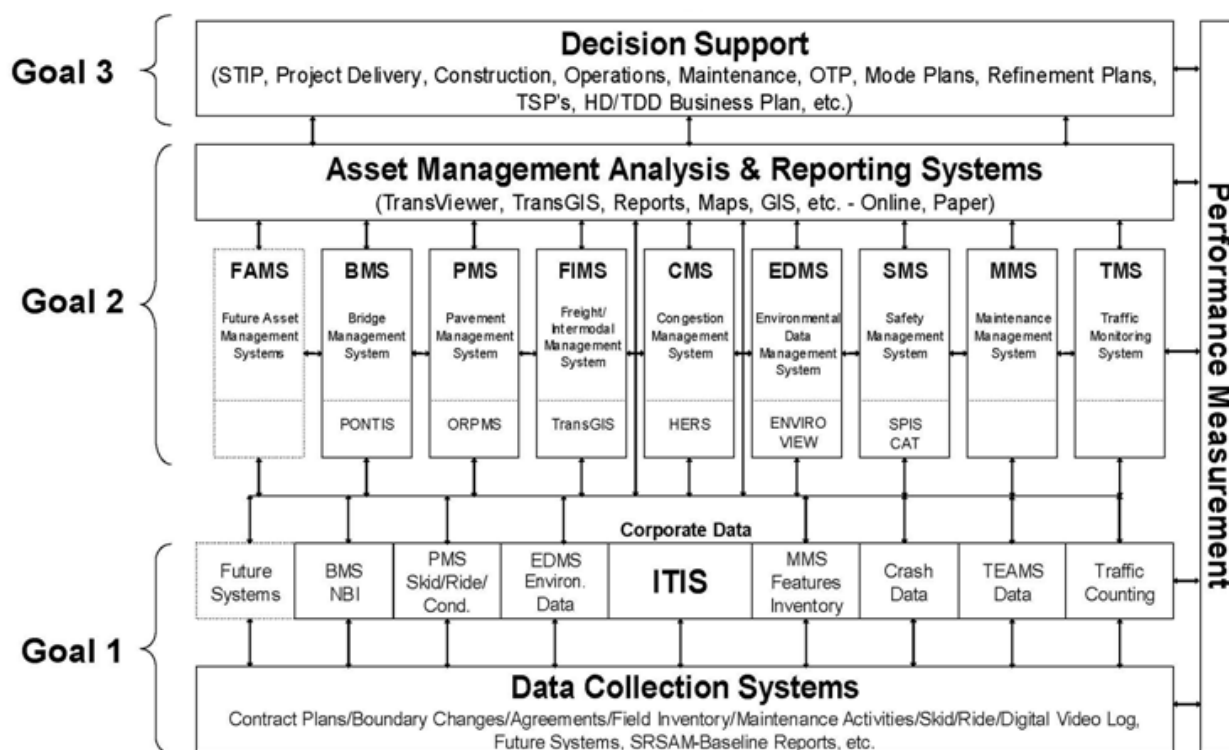 Goal 3
Decision Support
(STIP, Project Delivery, Construction, Operations, Maintenance, OTP, Mode Plans, Refinement Plans,
TSP's, HD/TDD Business Plan, etc.)
Goal 2
Asset Management Analysis & Reporting Systems
(TransViewer, TransGIS, Reports, Maps, GIS, etc. - Online, Paper)
FAMS
Future Asset
Management
Systems
BMS
Bridge
Management
System
PONTIS
PMS
Pavement
Management
System
ORPMS
FIMS
Freight/
Intermodal
Management
System
TransGIS
CMS
Congestion
Management
System
HERS
EDMS
Environmental
Data
Management
System
ENVIRO
VIEW
SMS
Safety
Management
System
SPIS
CAT
MMS
Maintenance
Management
System
TMS
Traffic
Monitoring
System
Goal 1
Corporate Data
Future
Systems
BMS
NBI
PMS
Skid/Ride/
Cond.
EDMS
Environ.
Data
ITIS
MMS
Features
Inventory
Crash
Data
TEAMS
Data
Traffic
Counting
Data Collection Systems
Contract Plans/Boundary Changes/Agreements/Field Inventory/Maintenance Activities/Skid/Ride/Digital Video Log,
Future Systems, SRSAM-Baseline Reports, etc.
Performance Measurement